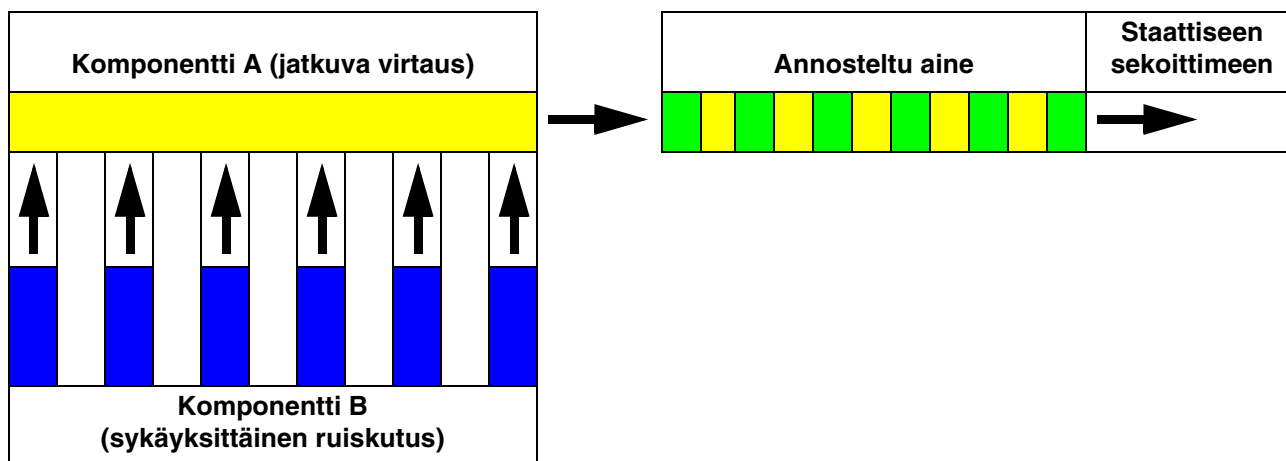 Komponentti A (jatkuva virtaus)
Annosteltu aine
Staattiseen
sekoittimeen
Komponentti B
(sykäyksittäinen ruiskutus)